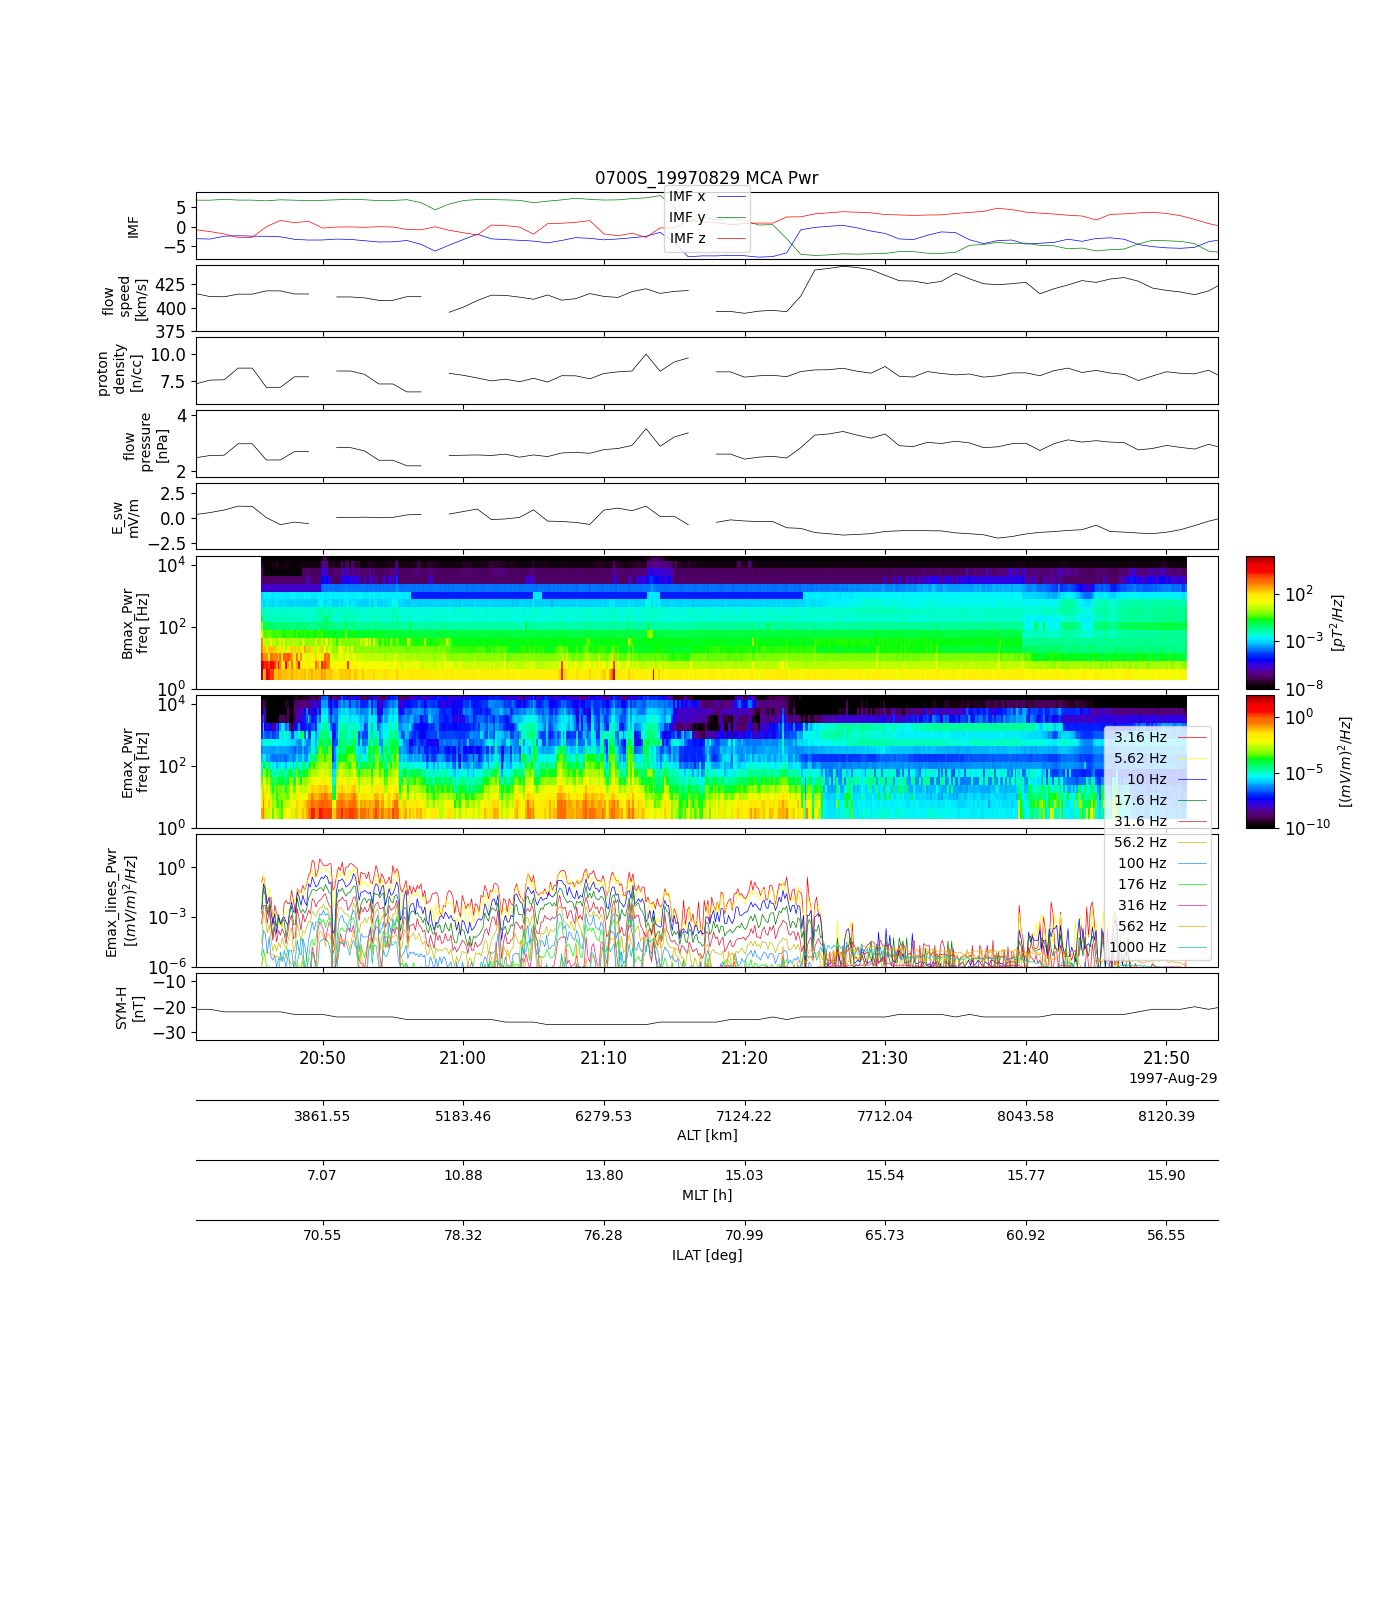 0700S_19970829 MCA Pwr
IMF x
IMF y
IMF z
5
0
−5
IMF
425
400
375
flow
speed
[km/s]
10.0
7.5
proton
density
[n/cc]
4
2
flow
pressure
[nPa]
2.5
0.0
−2.5
E_sw
mV/m
10^4
10^2
10^0
Bmax_Pwr
freq [Hz]
10^2
10^−3
10^−8
[pT^2/Hz]
10^4
10^2
10^0
Emax_Pwr
freq [Hz]
10^0
10^−5
10^−10
[(mV/m)^2/Hz]
3.16 Hz
5.62 Hz
10 Hz
17.6 Hz
31.6 Hz
56.2 Hz
100 Hz
176 Hz
316 Hz
562 Hz
1000 Hz
10^0
10^−3
10^−6
Emax_lines_Pwr
[(mV/m)^2/Hz]
−10
−20
−30
SYM-H
[nT]
20:50 21:00 21:10 21:20 21:30 21:40 21:50
1997-Aug-29
3861.55 5183.46 6279.53 7124.22 7712.04 8043.58 8120.39
ALT [km]
7.07 10.88 13.80 15.03 15.54 15.77 15.90
MLT [h]
70.55 78.32 76.28 70.99 65.73 60.92 56.55
ILAT [deg]